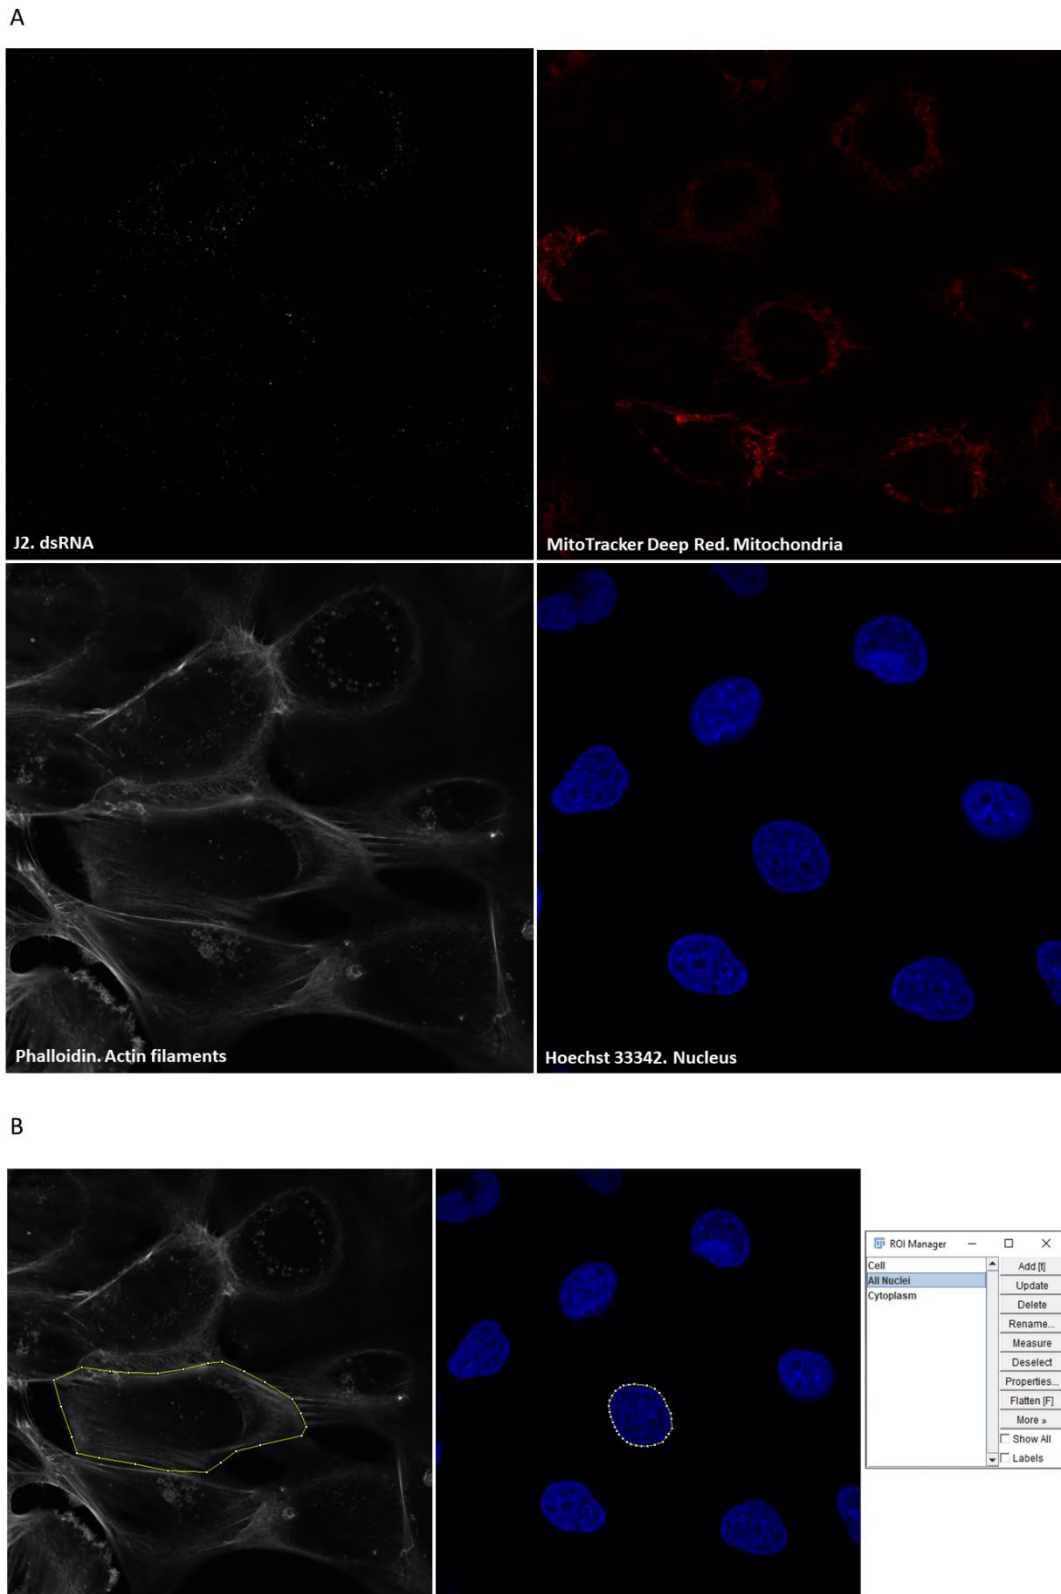 A
J2. dsRNA
MitoTracker Deep Red. Mitochondria
Phalloidin. Actin filaments
Hoechst 33342. Nucleus
B
ROI Manager
Cell
All Nuclei
Cytoplasm
Add [t]
Update
Delete
Rename...
Measure
Deselect
Properties...
Flatten [F]
More »
Show All
Labels